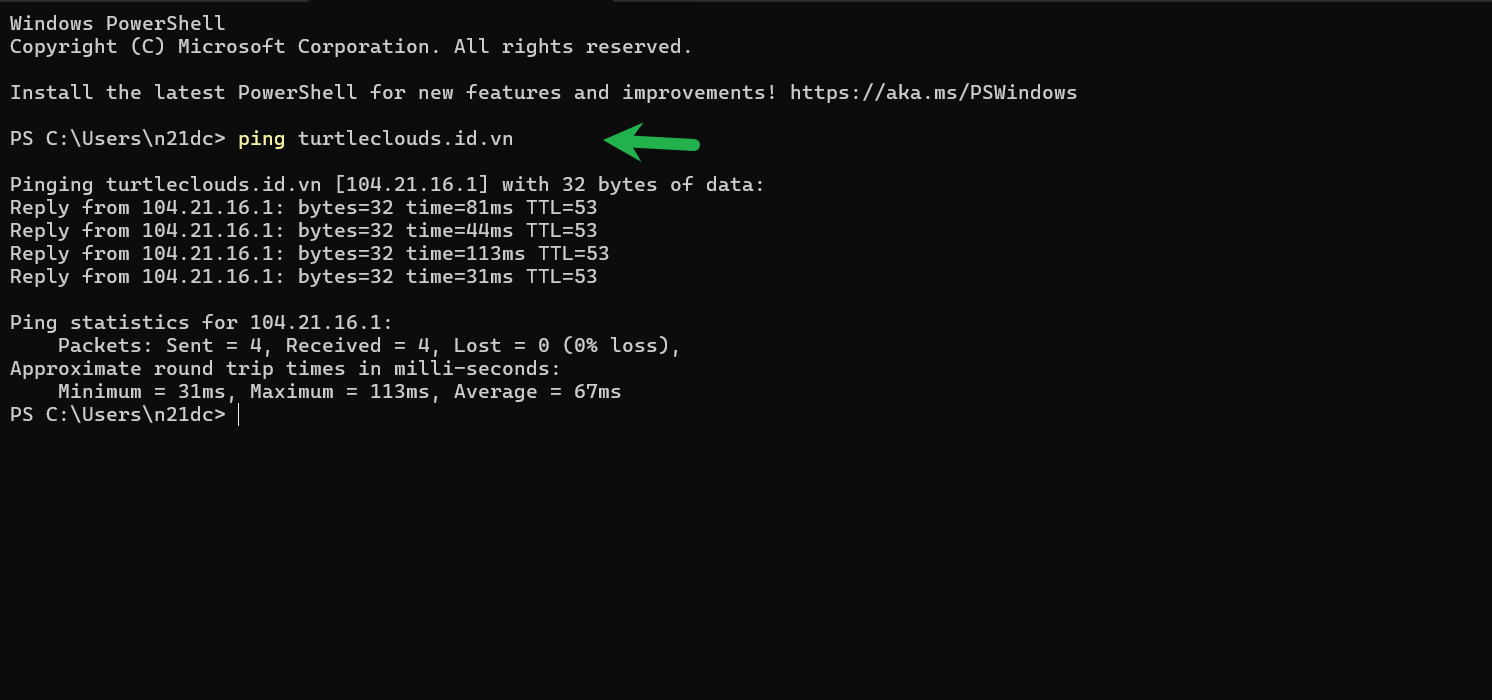 Windows PowerShell
Copyright (C) Microsoft Corporation. All rights reserved.
Install the latest PowerShell for new features and improvements! https://aka.ms/PSWindows
PS C:\Users\n21dc> ping turtleclouds.id.vn
Pinging turtleclouds.id.vn [104.21.16.1] with 32 bytes of data:
Reply from 104.21.16.1: bytes=32 time=81ms TTL=53
Reply from 104.21.16.1: bytes=32 time=44ms TTL=53
Reply from 104.21.16.1: bytes=32 time=113ms TTL=53
Reply from 104.21.16.1: bytes=32 time=31ms TTL=53
Ping statistics for 104.21.16.1:
    Packets: Sent = 4, Received = 4, Lost = 0 (0% loss),
Approximate round trip times in milli-seconds:
    Minimum = 31ms, Maximum = 113ms, Average = 67ms
PS C:\Users\n21dc>